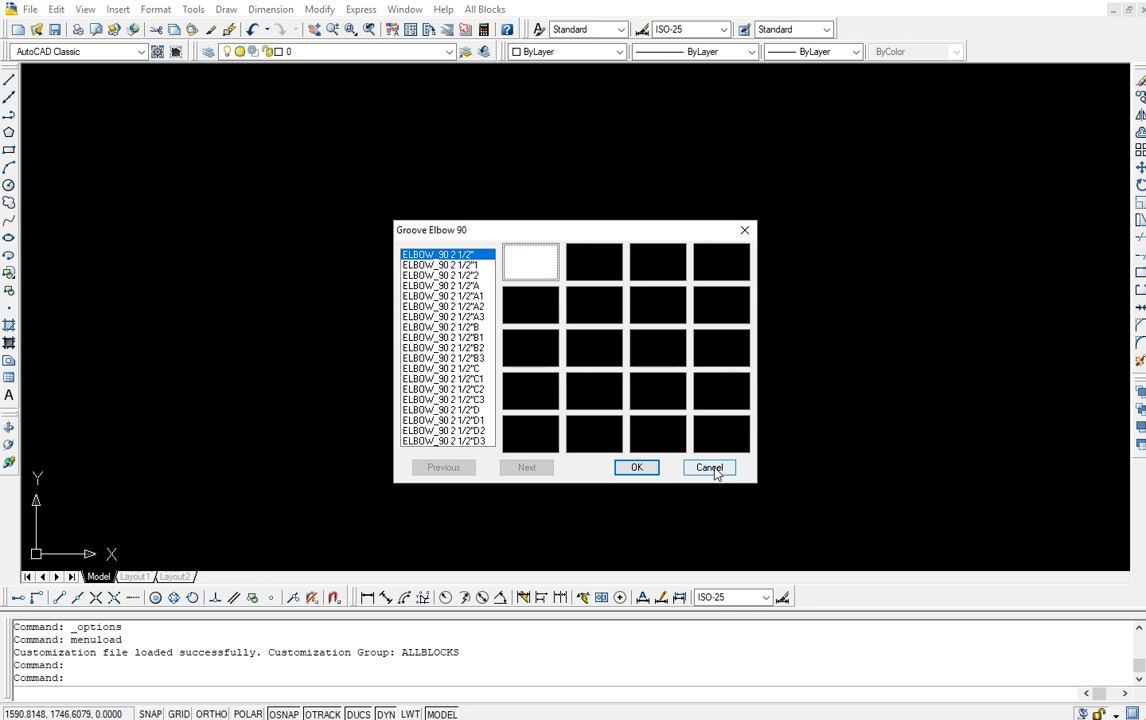 File Edit View Insert Format Tools Draw Dimension Modify Express Window Help All Blocks
Standard ISO-25 Standard
AutoCAD Classic 0 ByLayer ByLayer ByLayer ByColor
Groove Elbow 90
ELBOW_90 2 1/2"
ELBOW_90 2 1/2"1
ELBOW_90 2 1/2"2
ELBOW_90 2 1/2"A
ELBOW_90 2 1/2"A1
ELBOW_90 2 1/2"A2
ELBOW_90 2 1/2"A3
ELBOW_90 2 1/2"B
ELBOW_90 2 1/2"B1
ELBOW_90 2 1/2"B2
ELBOW_90 2 1/2"B3
ELBOW_90 2 1/2"C
ELBOW_90 2 1/2"C1
ELBOW_90 2 1/2"C2
ELBOW_90 2 1/2"C3
ELBOW_90 2 1/2"D
ELBOW_90 2 1/2"D1
ELBOW_90 2 1/2"D2
ELBOW_90 2 1/2"D3
Previous Next OK Cancel
Y
X
Model Layout1 Layout2
ISO-25
Command: _options
Command: menuload
Customization file loaded successfully. Customization Group: ALLBLOCKS
Command:
Command:
1590.8148, 1746.6079, 0.0000 SNAP GRID ORTHO POLAR OSNAP OTRACK DUCS DYN LWT MODEL